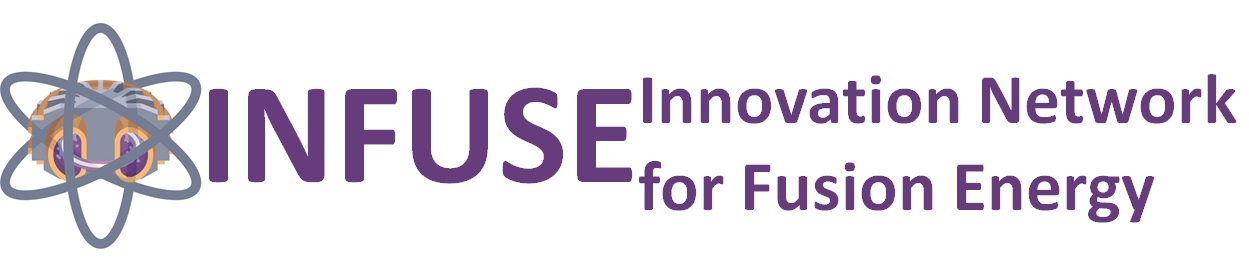 INFUSE
Innovation Network
for Fusion Energy